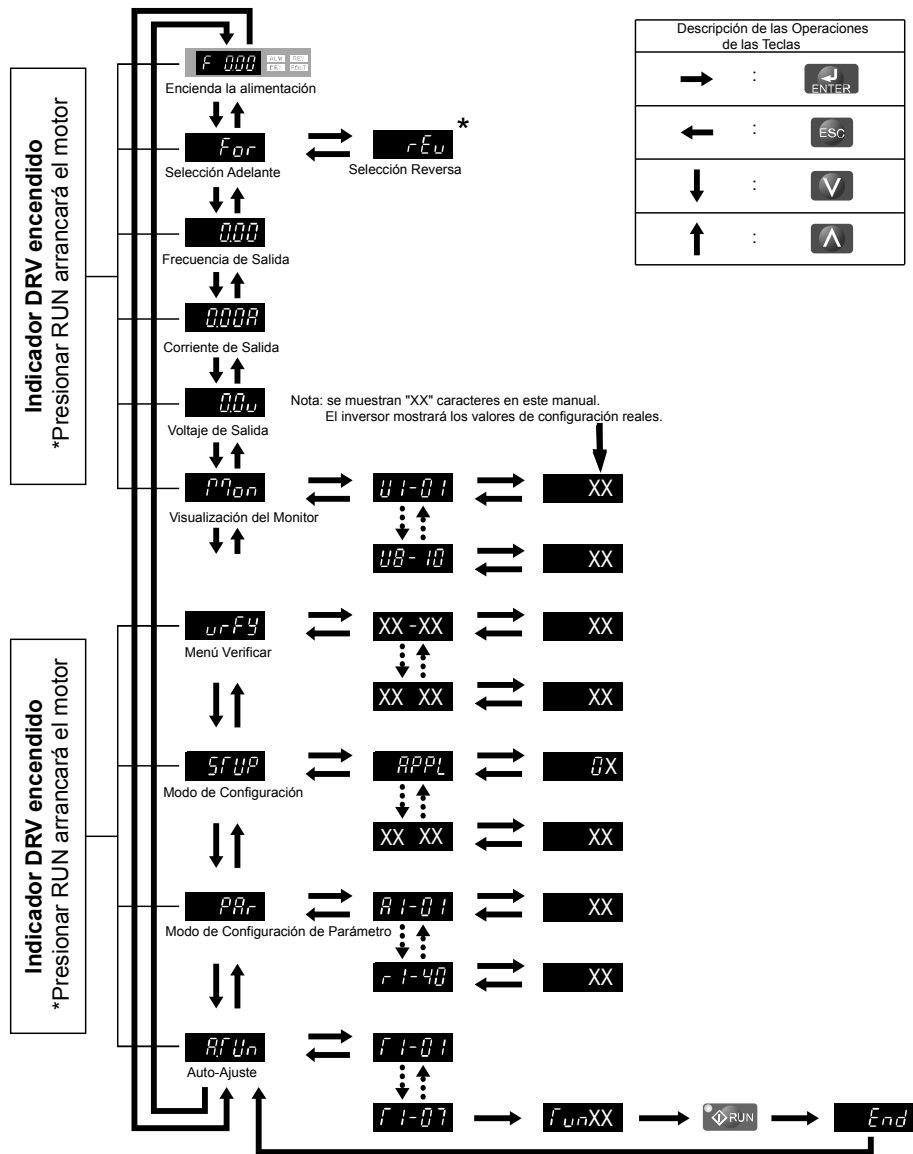 F 000
ALM REV
DRV FOUT
Encienda la alimentación
For
rEv
*
Selección Adelante
Selección Reversa
0.00
Frecuencia de Salida
0.00A
Corriente de Salida
0.0v
Voltaje de Salida
Mon
U1-01
XX
Visualización del Monitor
U8-10
XX
Indicador DRV encendido
*Presionar RUN arrancará el motor
Nota: se muestran "XX" caracteres en este manual.
El inversor mostrará los valores de configuración reales.
Descripción de las Operaciones
de las Teclas
→ : ENTER
← : ESC
↓ : V
↑ : Λ
vrFY
XX-XX
XX
Menú Verificar
XX XX
XX
STUP
APPL
0X
Modo de Configuración
XX XX
XX
PAr
A1-01
XX
Modo de Configuración de Parámetro
r1-40
XX
A.TUn
T1-01
Auto-Ajuste
T1-07
TunXX
RUN
End
Indicador DRV encendido
*Presionar RUN arrancará el motor